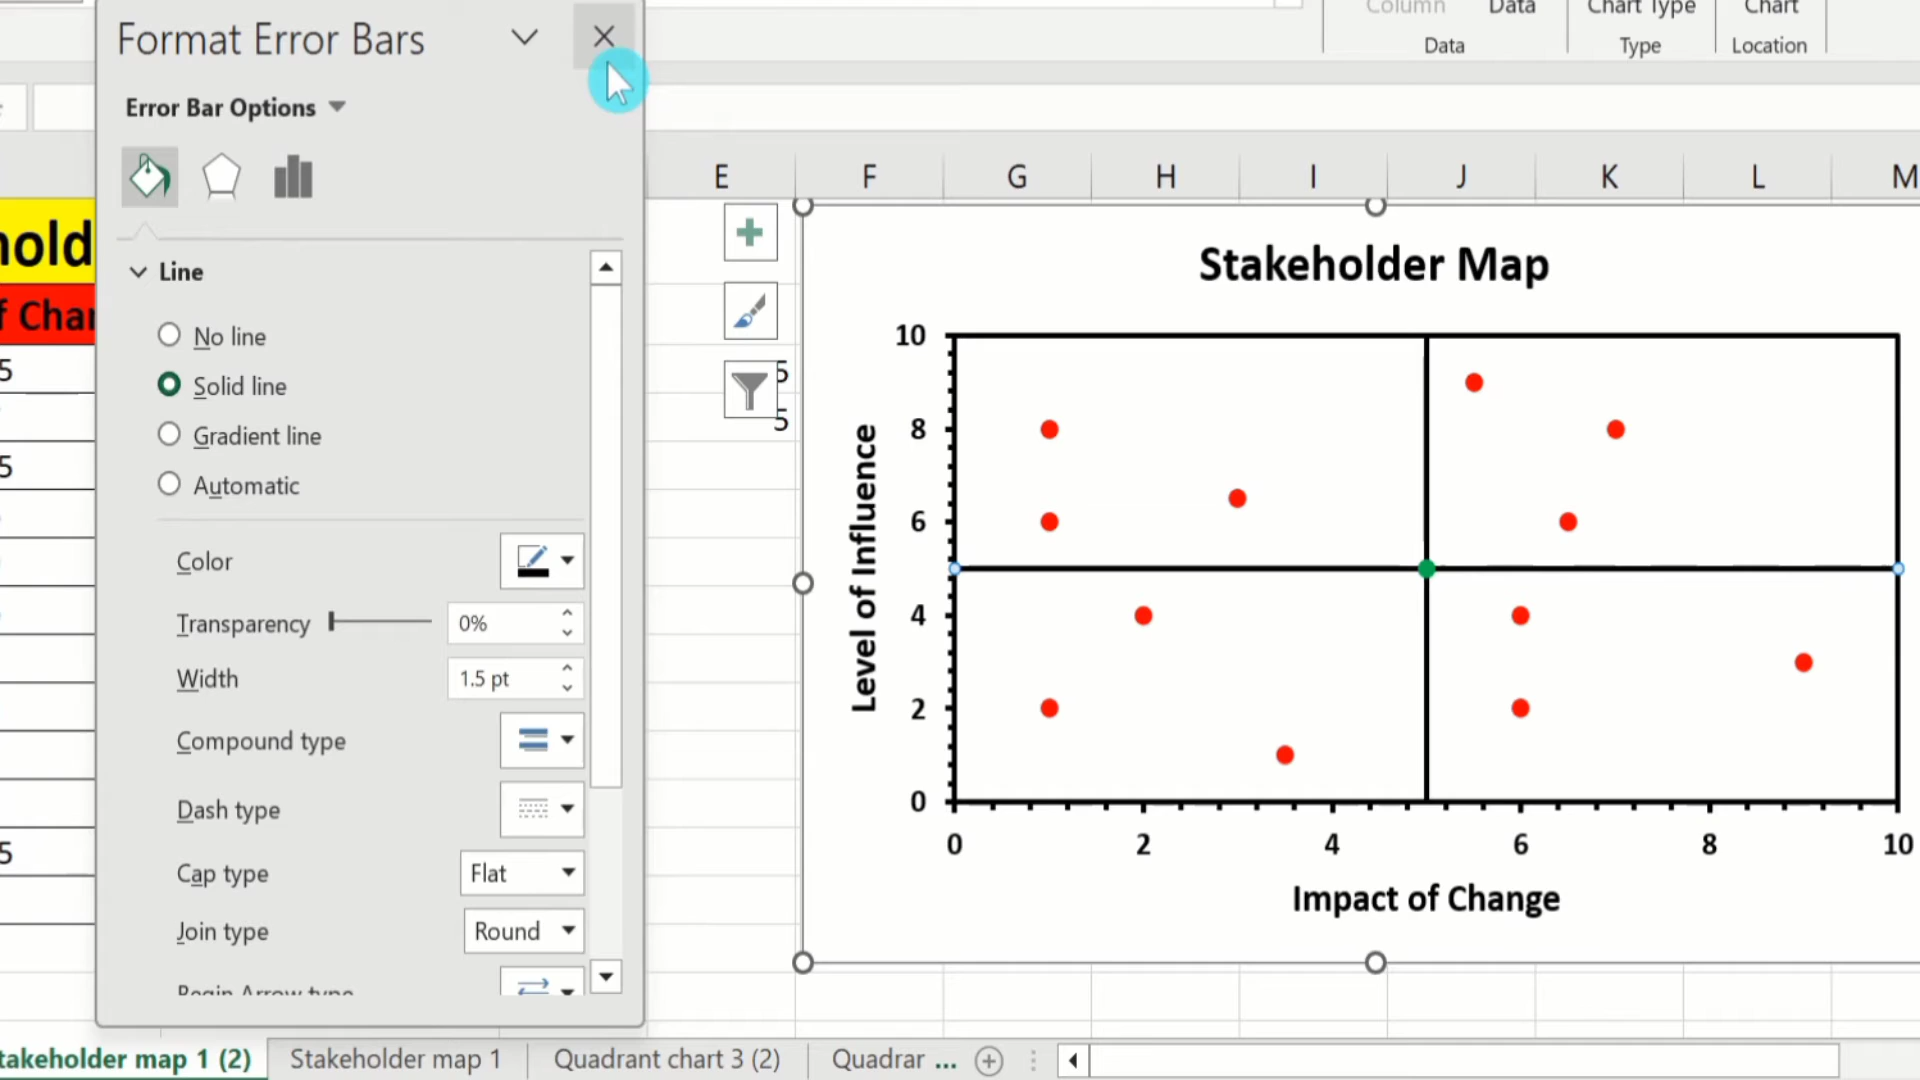 Format Error Bars
Error Bar Options
Line
No line
Solid line
Gradient line
Automatic
Color
Transparency
0%
Width
1.5 pt
Compound type
Dash type
Cap type
Flat
Join type
Round
Begin Arrow type
Column
Data
Chart Type
Chart
Data
Type
Location
E
F
G
H
I
J
K
L
M
hold
f Char
5
5
5
5
5
Stakeholder Map
Level of Influence
10
8
6
4
2
0
0
2
4
6
8
10
Impact of Change
takeholder map 1 (2)
Stakeholder map 1
Quadrant chart 3 (2)
Quadrar ...